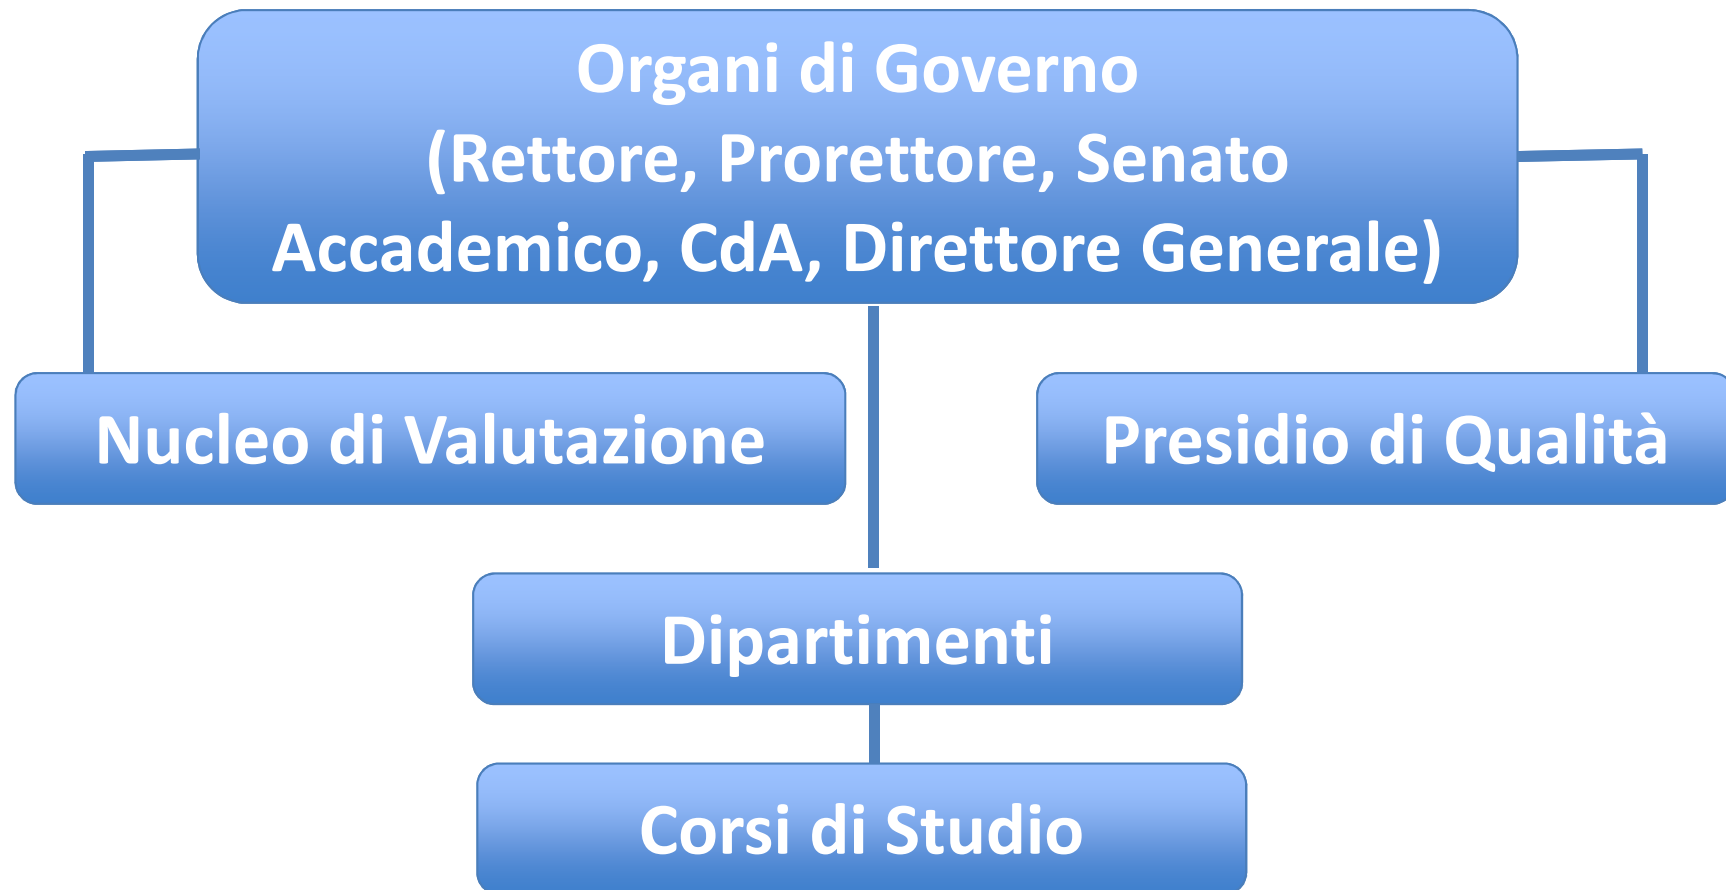 Organi di Governo
(Rettore, Prorettore, Senato
Accademico, CdA, Direttore Generale)
Nucleo di Valutazione
Presidio di Qualità
Dipartimenti
Corsi di Studio